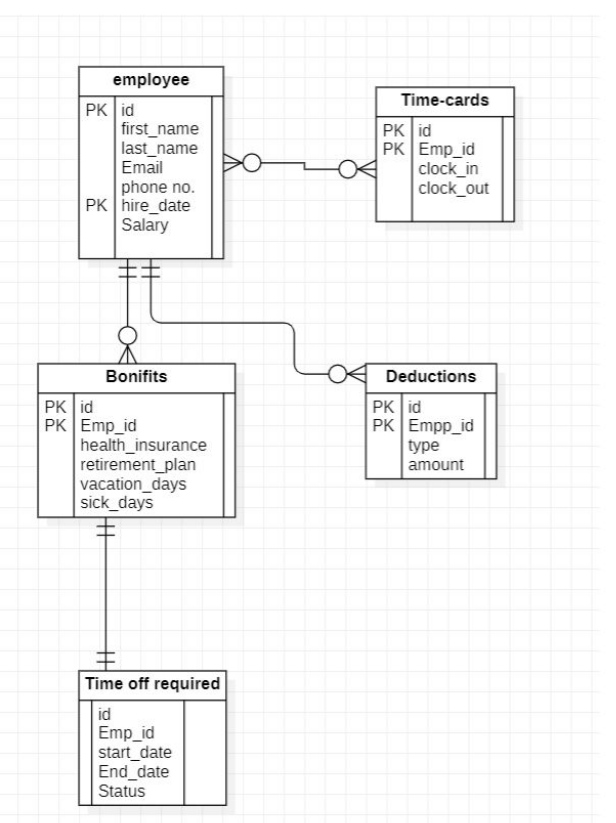 employee
PK id
first_name
last_name
Email
phone no.
PK hire_date
Salary
Time-cards
PK id
PK Emp_id
clock_in
clock_out
Bonifits
PK id
PK Emp_id
health_insurance
retirement_plan
vacation_days
sick_days
Deductions
PK id
PK Empp_id
type
amount
Time off required
id
Emp_id
start_date
End_date
Status